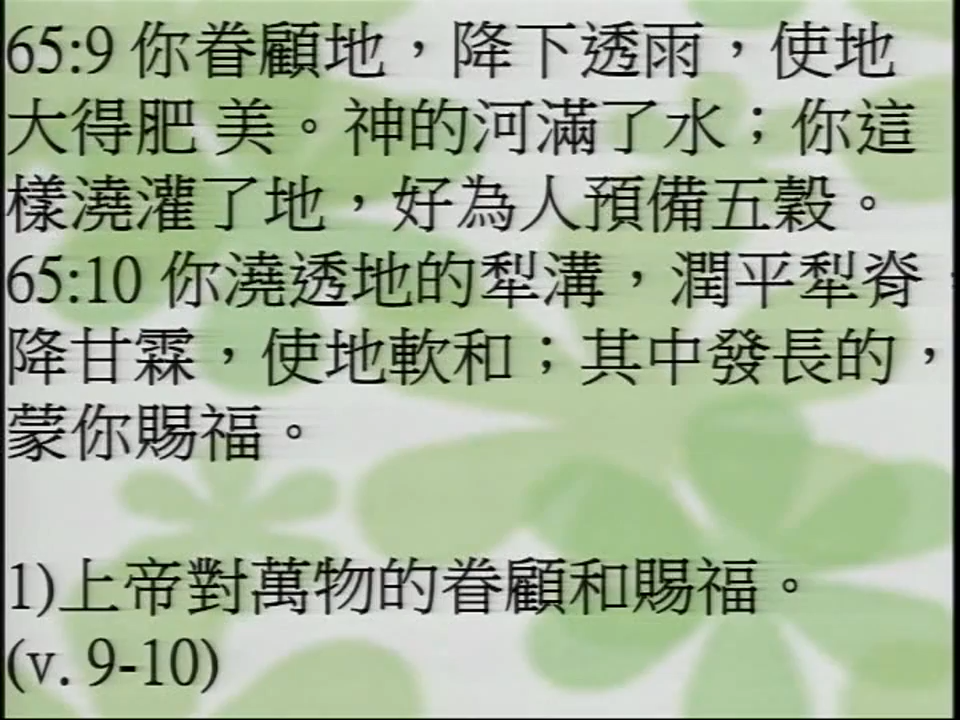 65:9 你眷顧地，降下透雨，使地
大得肥 美。神的河滿了水；你這
樣澆灌了地，好為人預備五穀。
65:10 你澆透地的犁溝，潤平犁脊，
降甘霖，使地軟和；其中發長的，
蒙你賜福。
1)上帝對萬物的眷顧和賜福。
(v. 9-10)